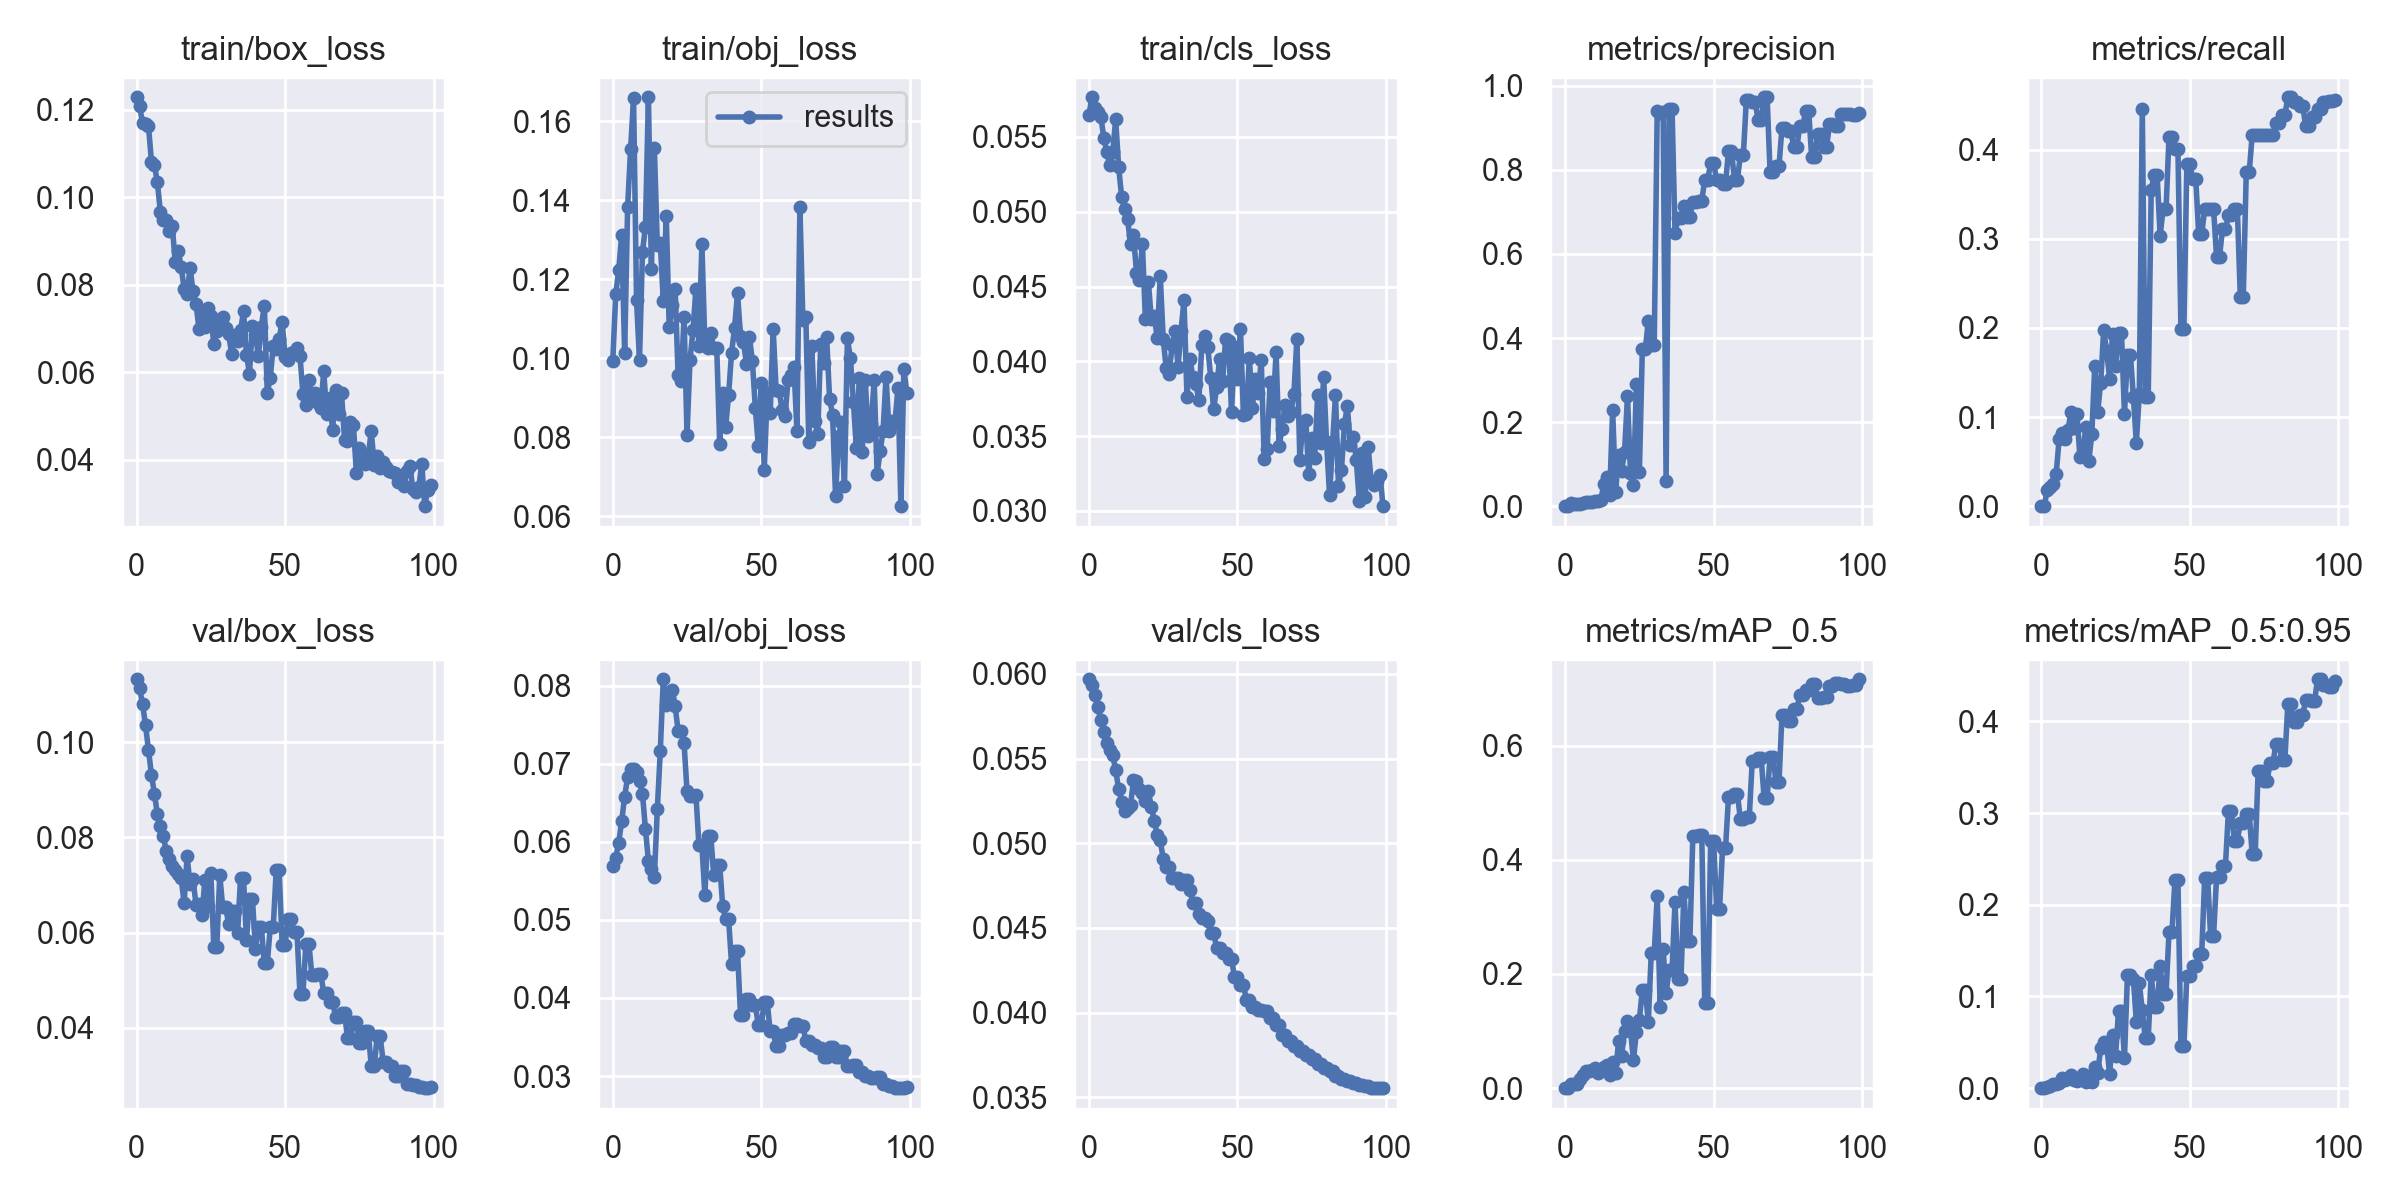 train/box_loss
0.12
0.10
0.08
0.06
0.04
0 50 100
train/obj_loss
results
0.16
0.14
0.12
0.10
0.08
0.06
0 50 100
train/cls_loss
0.055
0.050
0.045
0.040
0.035
0.030
0 50 100
metrics/precision
1.0
0.8
0.6
0.4
0.2
0.0
0 50 100
metrics/recall
0.4
0.3
0.2
0.1
0.0
0 50 100
val/box_loss
0.10
0.08
0.06
0.04
0 50 100
val/obj_loss
0.08
0.07
0.06
0.05
0.04
0.03
0 50 100
val/cls_loss
0.060
0.055
0.050
0.045
0.040
0.035
0 50 100
metrics/mAP_0.5
0.6
0.4
0.2
0.0
0 50 100
metrics/mAP_0.5:0.95
0.4
0.3
0.2
0.1
0.0
0 50 100